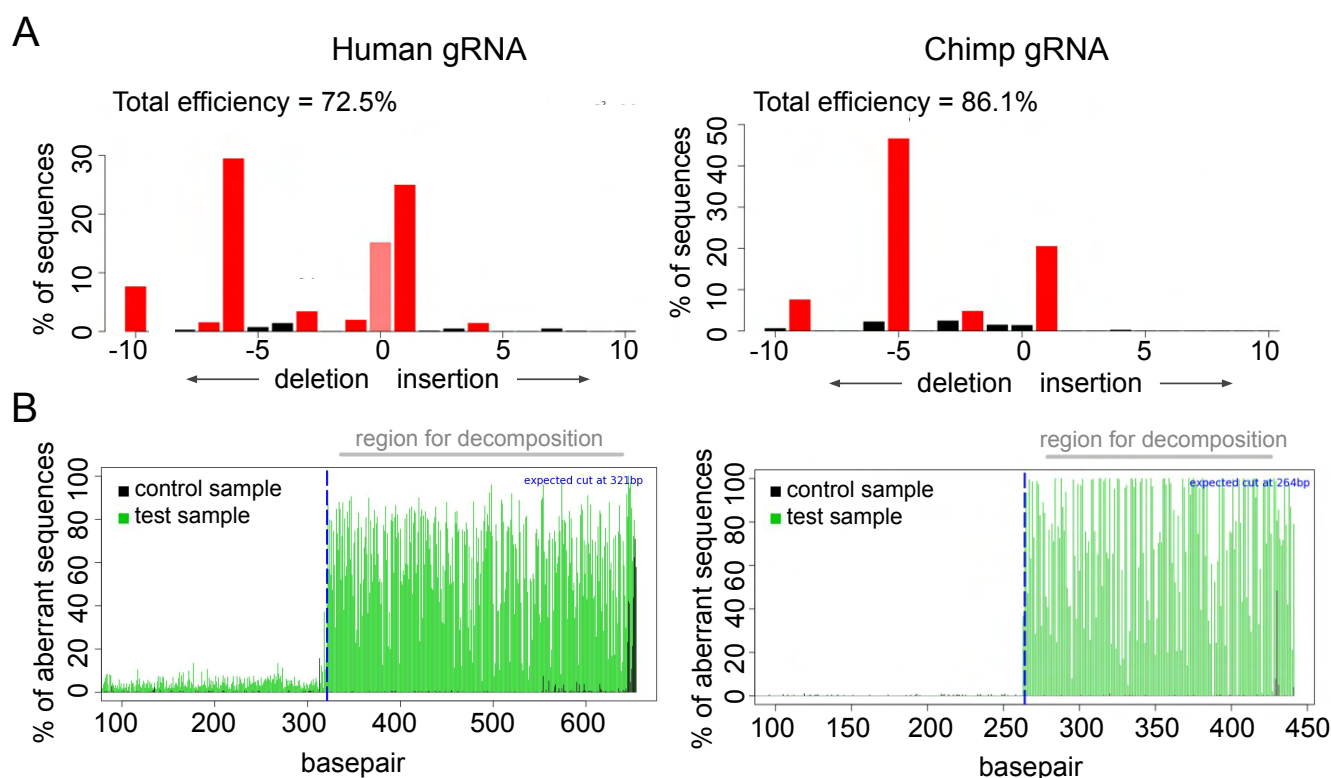 A
Human gRNA
Chimp gRNA
Total efficiency = 72.5%
Total efficiency = 86.1%
% of sequences
30
20
10
0
-10
-5
0
5
10
deletion insertion
% of sequences
50
40
30
20
10
0
-10
-5
0
5
10
deletion insertion
B
region for decomposition
% of aberrant sequences
100
80
60
40
20
0
control sample
test sample
expected cut at 321bp
100 200 300 400 500 600
basepair
region for decomposition
% of aberrant sequences
100
80
60
40
20
0
control sample
test sample
expected cut at 264bp
100 150 200 250 300 350 400 450
basepair